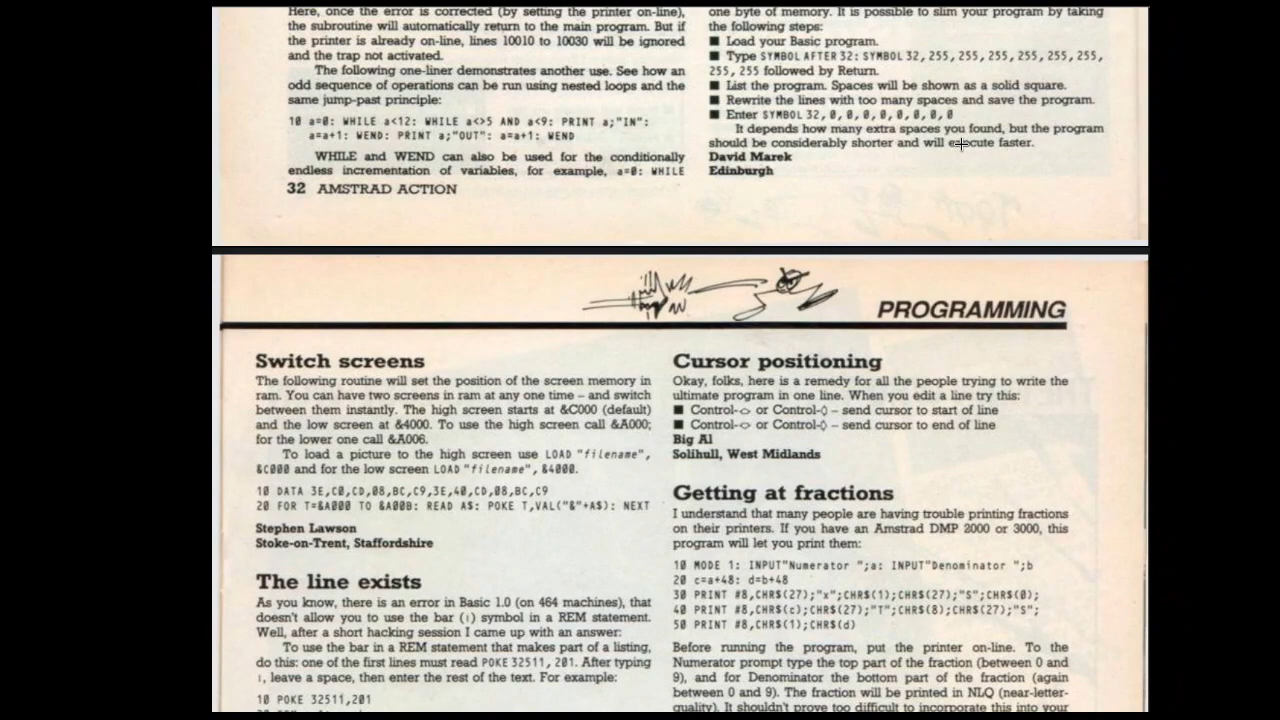 Here, once the error is corrected (by setting the printer on-line),
the subroutine will automatically return to the main program. But if
the printer is already on-line, lines 10010 to 10030 will be ignored
and the trap not activated.
The following one-liner demonstrates another use. See how an
odd sequence of operations can be run using nested loops and the
same jump-past principle:
10 a=0: WHILE a<12: WHILE a<>5 AND a<9: PRINT a;"IN":
a=a+1: WEND: PRINT a;"OUT": a=a+1: WEND
WHILE and WEND can also be used for the conditionally
endless incrementation of variables, for example, a=0: WHILE
32 AMSTRAD ACTION
one byte of memory. It is possible to slim your program by taking
the following steps:
■ Load your Basic program.
■ Type SYMBOL AFTER 32: SYMBOL 32, 255, 255, 255, 255, 255, 255,
255, 255 followed by Return.
■ List the program. Spaces will be shown as a solid square.
■ Rewrite the lines with too many spaces and save the program.
■ Enter SYMBOL 32, 0, 0, 0, 0, 0, 0, 0, 0
It depends how many extra spaces you found, but the program
should be considerably shorter and will execute faster.
David Marek
Edinburgh
PROGRAMMING
Switch screens
The following routine will set the position of the screen memory in
ram. You can have two screens in ram at any one time – and switch
between them instantly. The high screen starts at &C000 (default)
and the low screen at &4000. To use the high screen call &A000;
for the lower one call &A006.
To load a picture to the high screen use LOAD "filename",
&C000 and for the low screen LOAD "filename", &4000.
10 DATA 3E,C0,CD,08,BC,C9,3E,40,CD,08,BC,C9
20 FOR T=&A000 TO &A00B: READ A$: POKE T,VAL("&"+A$): NEXT
Stephen Lawson
Stoke-on-Trent, Staffordshire
The line exists
As you know, there is an error in Basic 1.0 (on 464 machines), that
doesn't allow you to use the bar (|) symbol in a REM statement.
Well, after a short hacking session I came up with an answer:
To use the bar in a REM statement that makes part of a listing,
do this: one of the first lines must read POKE 32511, 201. After typing
|, leave a space, then enter the rest of the text. For example:
10 POKE 32511,201
Cursor positioning
Okay, folks, here is a remedy for all the people trying to write the
ultimate program in one line. When you edit a line try this:
■ Control-<> or Control-◊ – send cursor to start of line
■ Control-<> or Control-◊ – send cursor to end of line
Big Al
Solihull, West Midlands
Getting at fractions
I understand that many people are having trouble printing fractions
on their printers. If you have an Amstrad DMP 2000 or 3000, this
program will let you print them:
10 MODE 1: INPUT"Numerator ";a: INPUT"Denominator ";b
20 c=a+48: d=b+48
30 PRINT #8,CHR$(27);"x";CHR$(1);CHR$(27);"S";CHR$(0);
40 PRINT #8,CHR$(c);CHR$(27);"T";CHR$(8);CHR$(27);"S";
50 PRINT #8,CHR$(1);CHR$(d)
Before running the program, put the printer on-line. To the
Numerator prompt type the top part of the fraction (between 0 and
9), and for Denominator the bottom part of the fraction (again
between 0 and 9). The fraction will be printed in NLQ (near-letter-
quality). It shouldn't prove too difficult to incorporate this into your